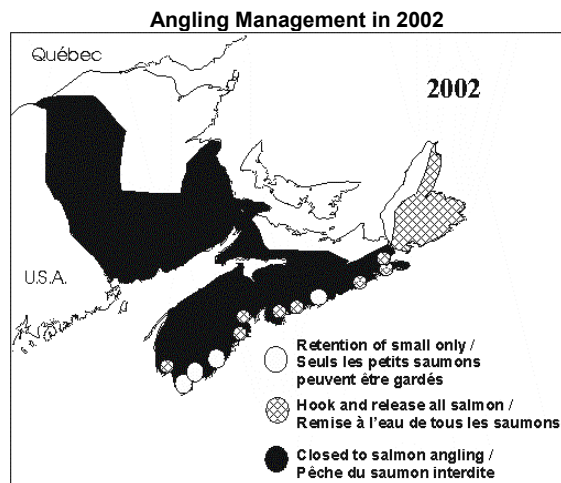 Angling Management in 2002
Québec
2002
U.S.A.
Retention of small only /
Seuls les petits saumons
peuvent être gardés
Hook and release all salmon /
Remise à l'eau de tous les saumons
Closed to salmon angling /
Pêche du saumon interdite